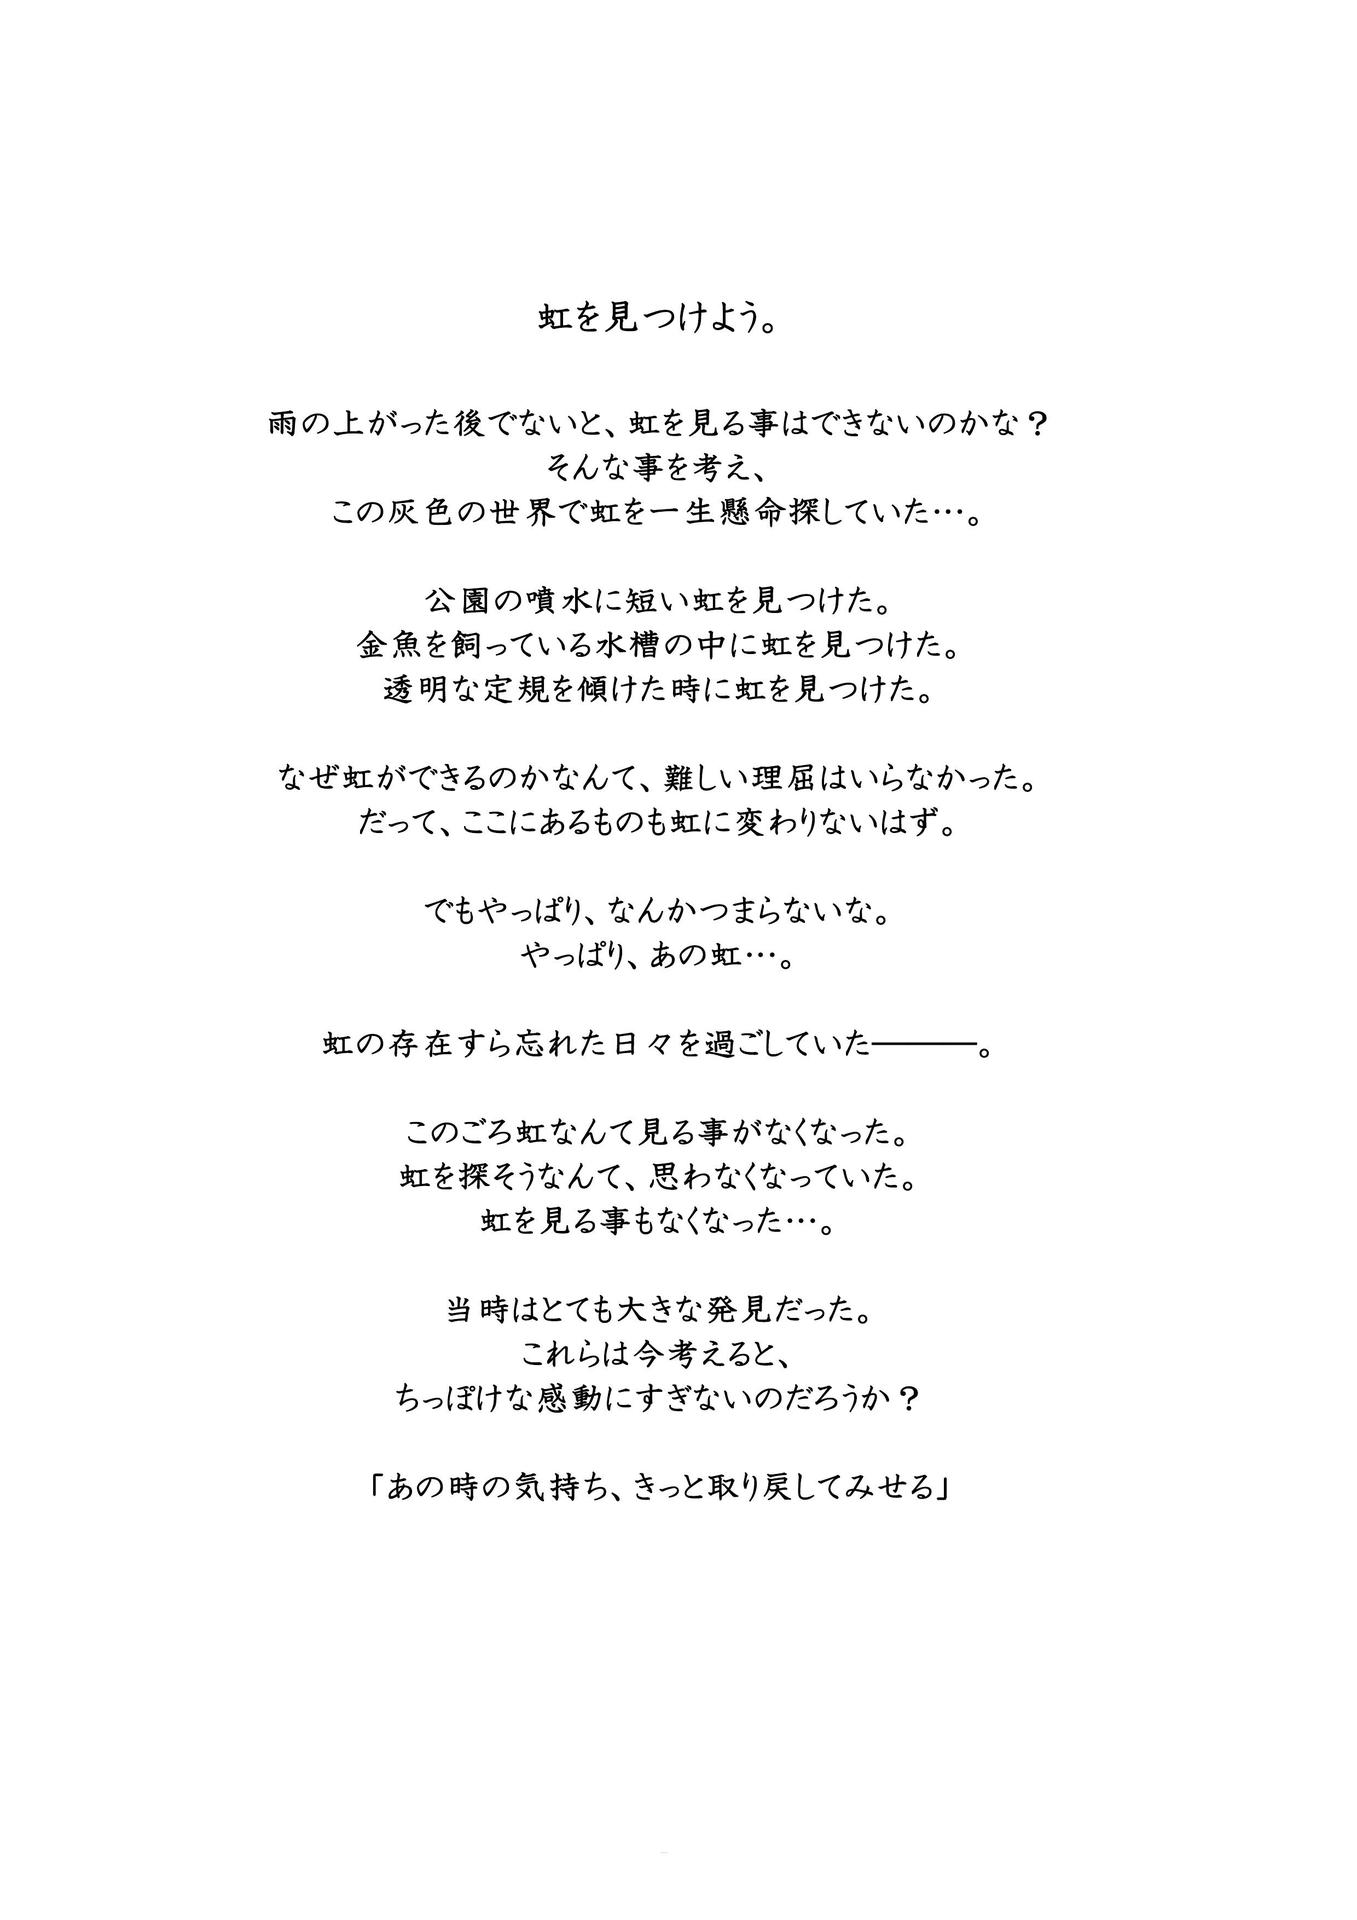 虹を見つけよう。
雨の上がった後でないと、虹を見る事はできないのかな？
そんな事を考え、
この灰色の世界で虹を一生懸命探していた…。
公園の噴水に短い虹を見つけた。
金魚を飼っている水槽の中に虹を見つけた。
透明な定規を傾けた時に虹を見つけた。
なぜ虹ができるのかなんて、難しい理屈はいらなかった。
だって、ここにあるものも虹に変わりないはず。
でもやっぱり、なんかつまらないな。
やっぱり、あの虹…。
虹の存在すら忘れた日々を過ごしていた―――。
このごろ虹なんて見る事がなくなった。
虹を探そうなんて、思わなくなっていた。
虹を見る事もなくなった…。
当時はとても大きな発見だった。
これらは今考えると、
ちっぽけな感動にすぎないのだろうか？
「あの時の気持ち、きっと取り戻してみせる」